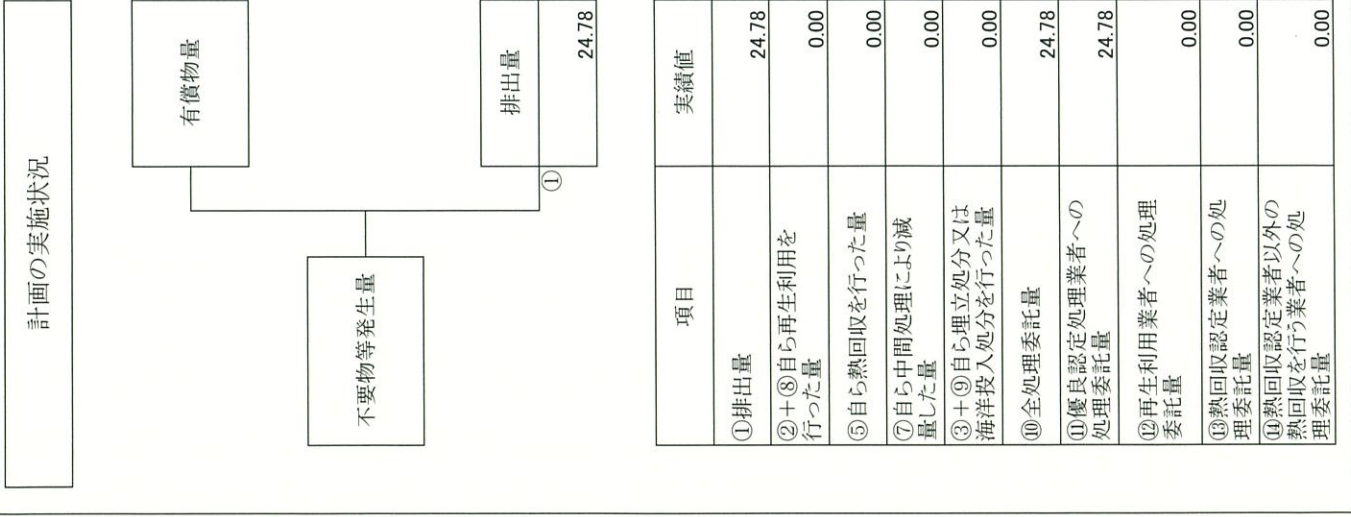 計画の実施状況
有償物量
不要物等発生量
排出量
①
24.78
項目
実績値
①排出量
24.78
②+⑧自ら再生利用を
行った量
0.00
⑤自ら熱回収を行った量
0.00
⑦自ら中間処理により減
量した量
0.00
③+⑨自ら埋立処分又は
海洋投入処分を行った量
0.00
⑩全処理委託量
24.78
⑪優良認定処理業者への
処理委託量
24.78
⑫再生利用業者への処理
委託量
0.00
⑬熱回収認定業者への処
理委託量
0.00
⑭熱回収認定業者以外の
熱回収を行う業者への処
理委託量
0.00